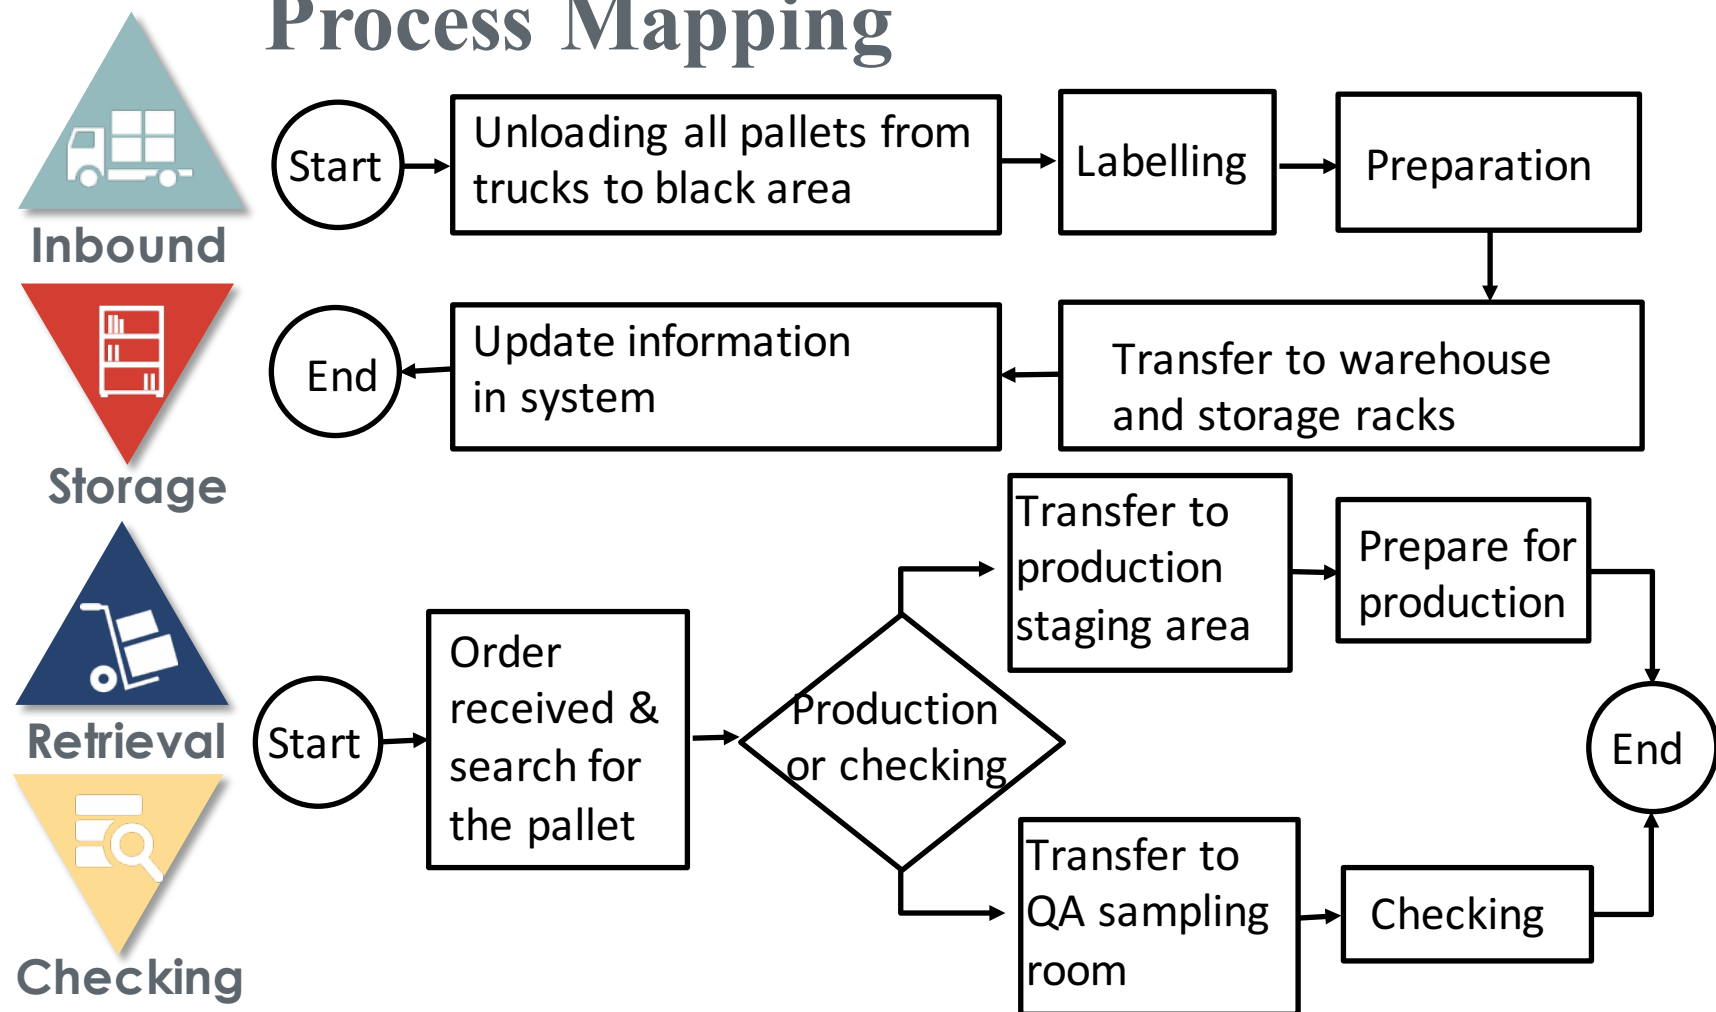 Process Mapping
Inbound
Start
Unloading all pallets from
trucks to black area
Labelling
Preparation
Storage
End
Update information
in system
Transfer to warehouse
and storage racks
Retrieval
Start
Order
received &
search for
the pallet
Production
or checking
Transfer to
production
staging area
Prepare for
production
End
Checking
Transfer to
QA sampling
room
Checking